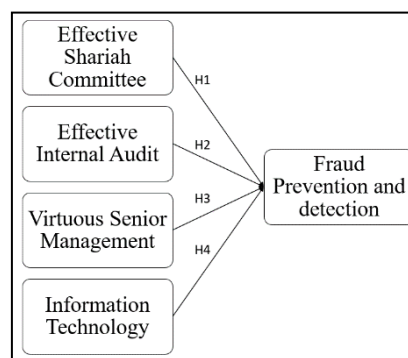 Effective
Shariah
Committee
H1
Effective
Internal Audit
H2
Virtuous Senior
Management
H3
Information
Technology
H4
Fraud
Prevention and
detection